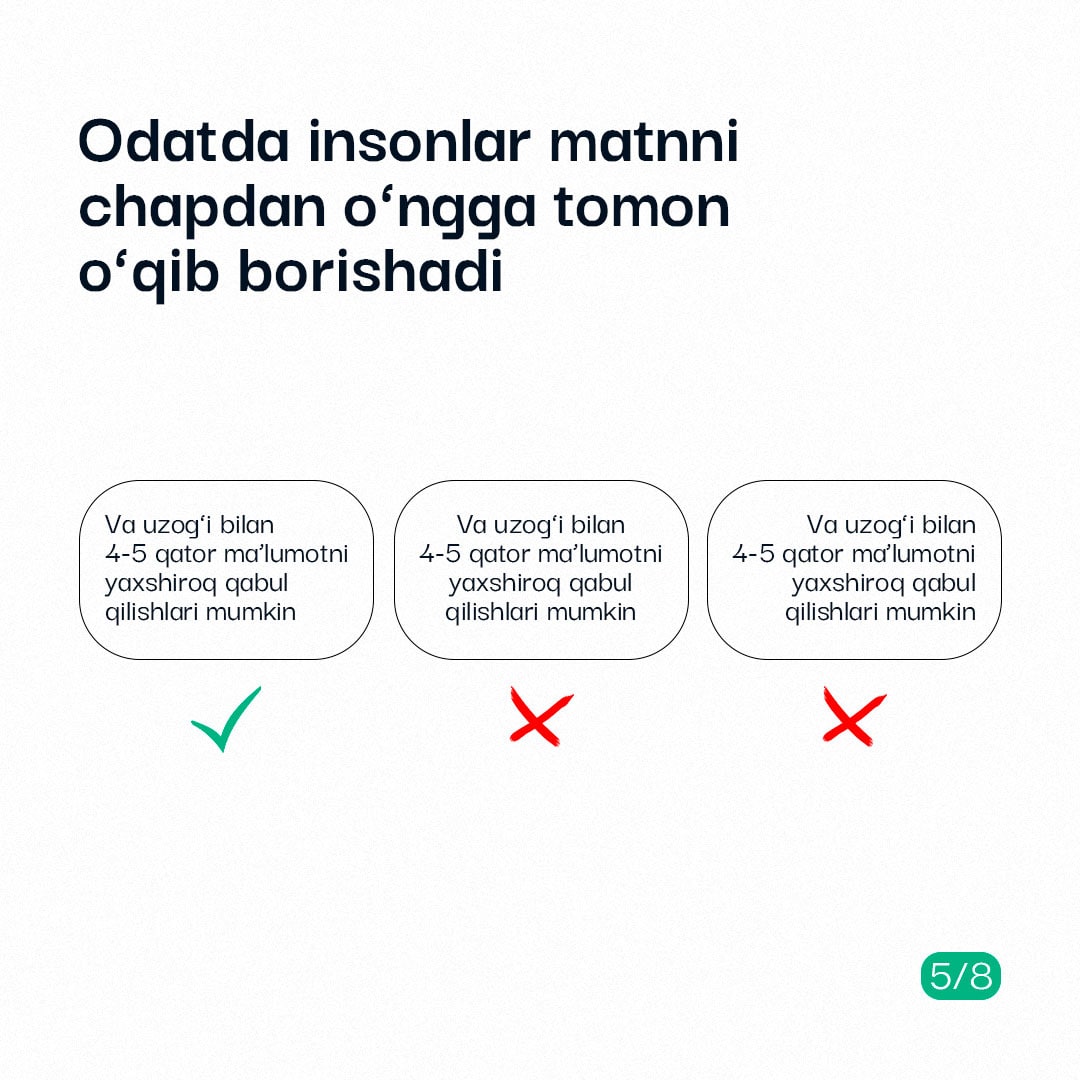 Odatda insonlar matnni
chapdan o‘ngga tomon
o‘qib borishadi
Va uzog‘i bilan
4-5 qator ma’lumotni
yaxshiroq qabul
qilishlari mumkin
Va uzog‘i bilan
4-5 qator ma’lumotni
yaxshiroq qabul
qilishlari mumkin
Va uzog‘i bilan
4-5 qator ma’lumotni
yaxshiroq qabul
qilishlari mumkin
5/8